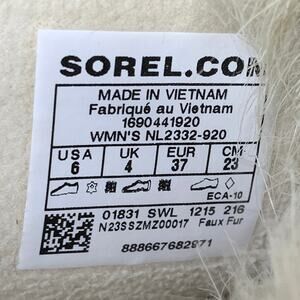 SOREL.CO
MADE IN VIETNAM
Fabriqué au Vietnam
1690441920
WMN'S NL2332-920
USA UK EUR CM
6 4 37 23
ECA-10
01831 SWL 1215 216
N23SSZMZ00017 Faux Fur
888667682971